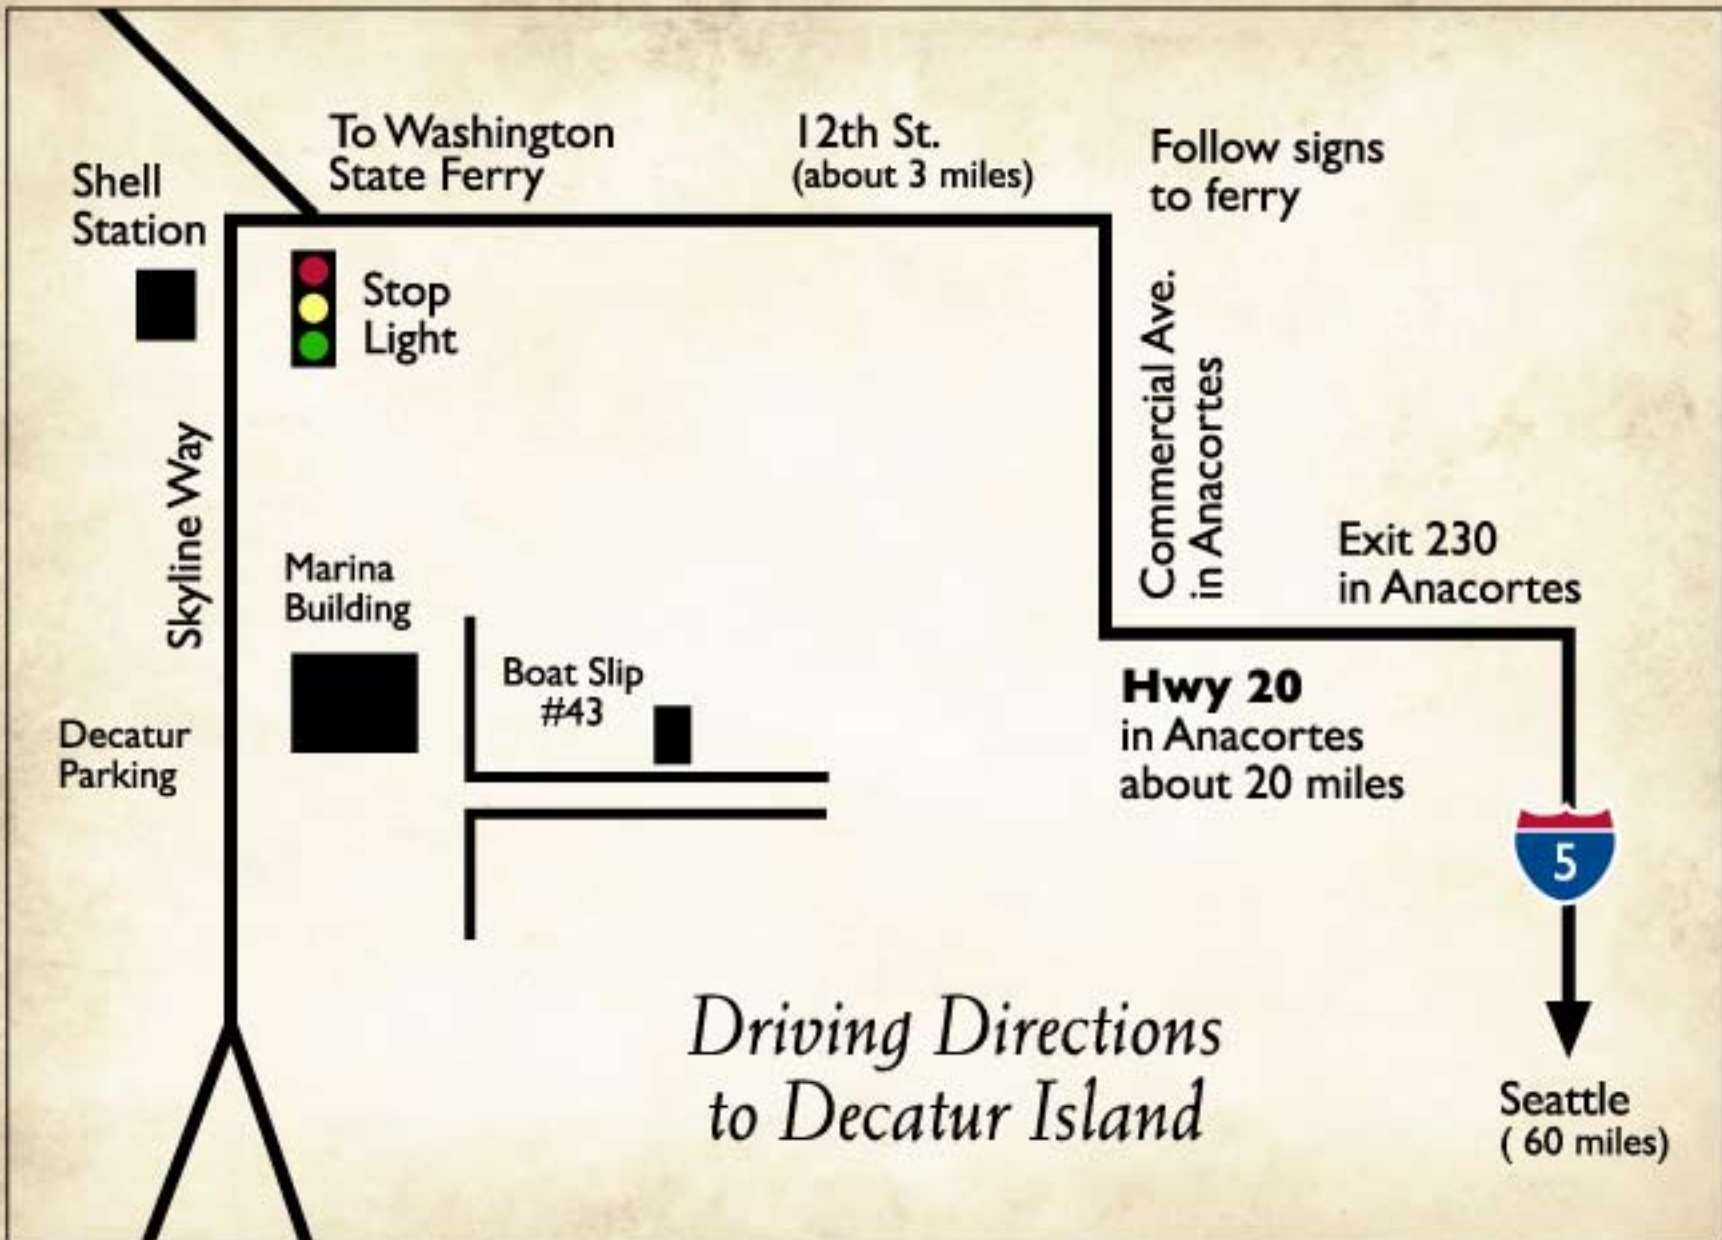 To Washington
State Ferry
12th St.
(about 3 miles)
Follow signs
to ferry
Shell
Station
Stop
Light
Commercial Ave.
in Anacortes
Skyline Way
Exit 230
in Anacortes
Marina
Building
Boat Slip
#43
Hwy 20
in Anacortes
about 20 miles
Decatur
Parking
5
Driving Directions
to Decatur Island
Seattle
( 60 miles)